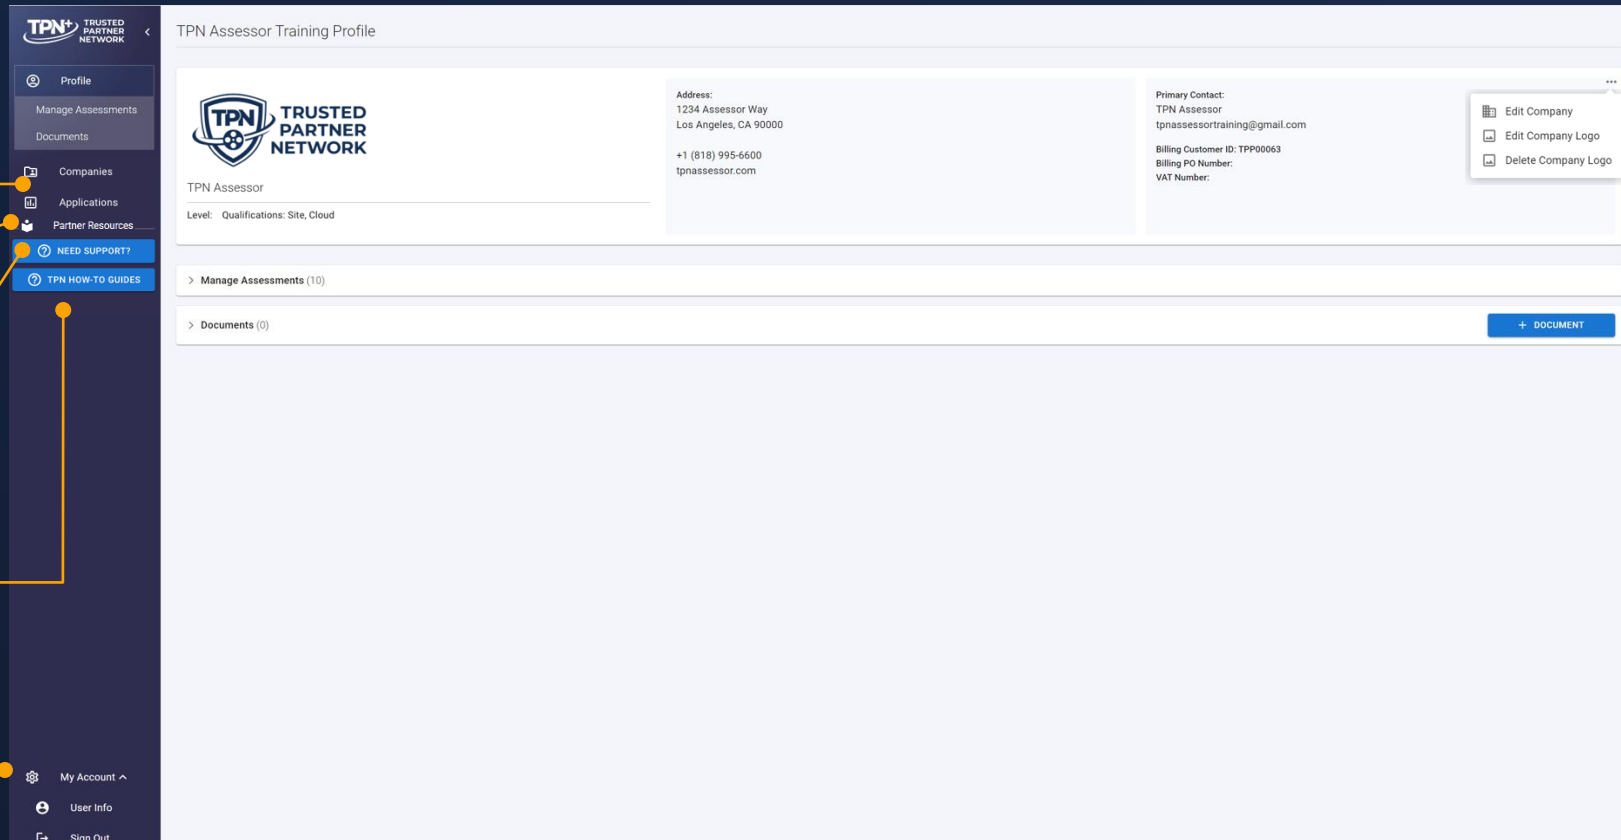 TPN+ TRUSTED
PARTNER
NETWORK
Profile
Manage Assessments
Documents
Companies
Applications
Partner Resources
NEED SUPPORT?
TPN HOW-TO GUIDES
My Account
User Info
Sign Out
TPN Assessor Training Profile
TPN TRUSTED
PARTNER
NETWORK
TPN Assessor
Level: Qualifications: Site, Cloud
Address:
1234 Assessor Way
Los Angeles, CA 90000
+1 (818) 995-6600
tpnassessor.com
Primary Contact:
TPN Assessor
tpnassessortraining@gmail.com
Billing Customer ID: TPP00063
Billing PO Number:
VAT Number:
Edit Company
Edit Company Logo
Delete Company Logo
Manage Assessments (10)
Documents (0)
+ DOCUMENT